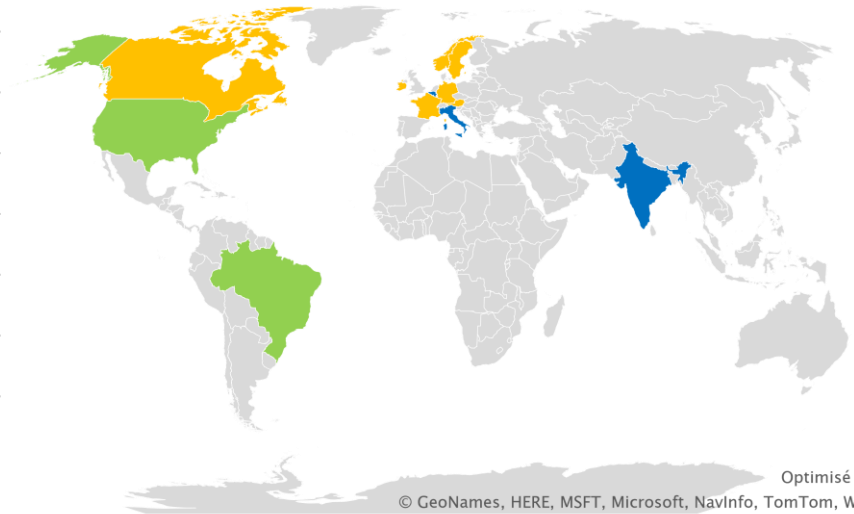 Optimisé
© GeoNames, HERE, MSFT, Microsoft, NavInfo, TomTom, W